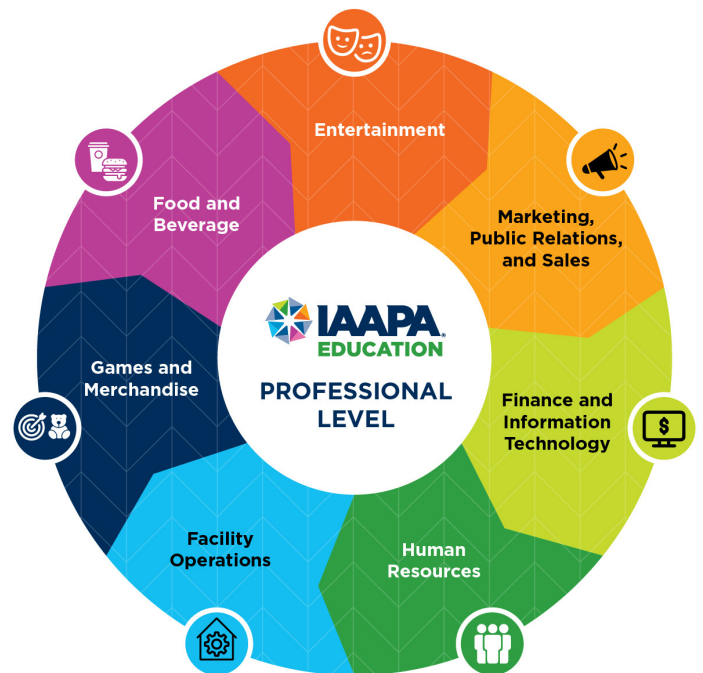 Entertainment
Marketing,
Public Relations,
and Sales
Finance and
Information
Technology
$
Human
Resources
Facility
Operations
Games and
Merchandise
Food and
Beverage
IAAPA
EDUCATION
PROFESSIONAL
LEVEL